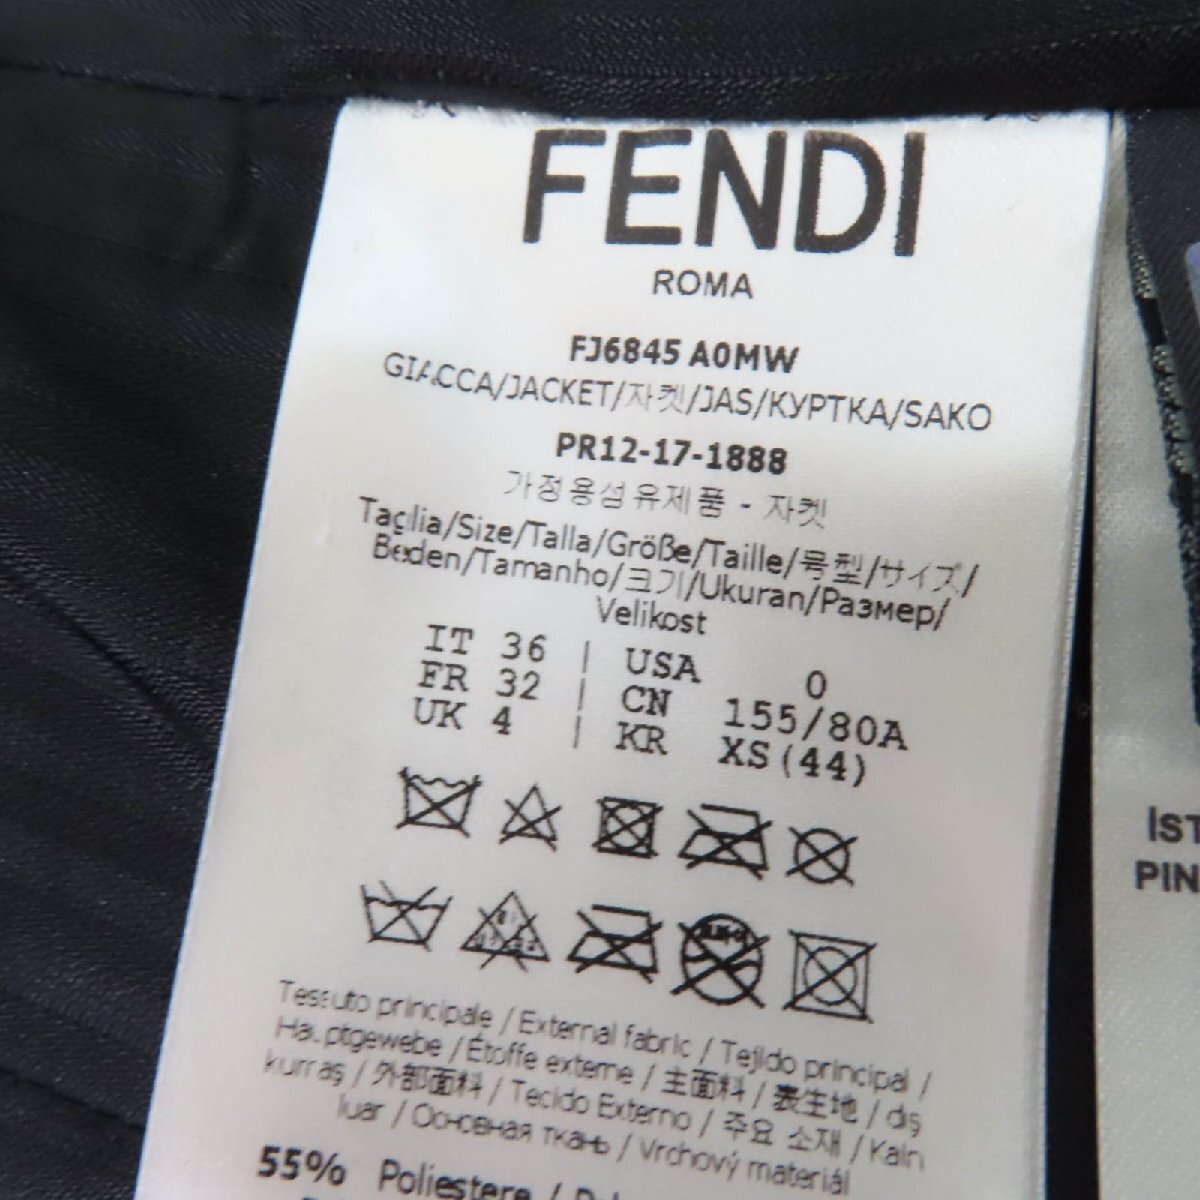 FENDI
ROMA
FJ6845 A0MW
GIACCA/JACKET/자켓/JAS/КУРТКА/SAKO
PR12-17-1888
가정용섬유제품 - 자켓
Taglia/Size/Talla/Größe/Taille/号型/サイズ/
Beden/Tamanho/크기/Ukuran/Размер/
Velikost
IT 36 | USA 0
FR 32 | CN 155/80A
UK 4 | KR XS(44)
Tessuto principale / External fabric / Tejido principal /
Hauptgewebe / Étoffe externe / 主面料 / 表生地 / dış
kumaş / 外部面料 / Tecido Externo / 주요 소재 / Kain
luar / Основная ткань / Vrchový materiál
55% Poliestere /
İST
PIN